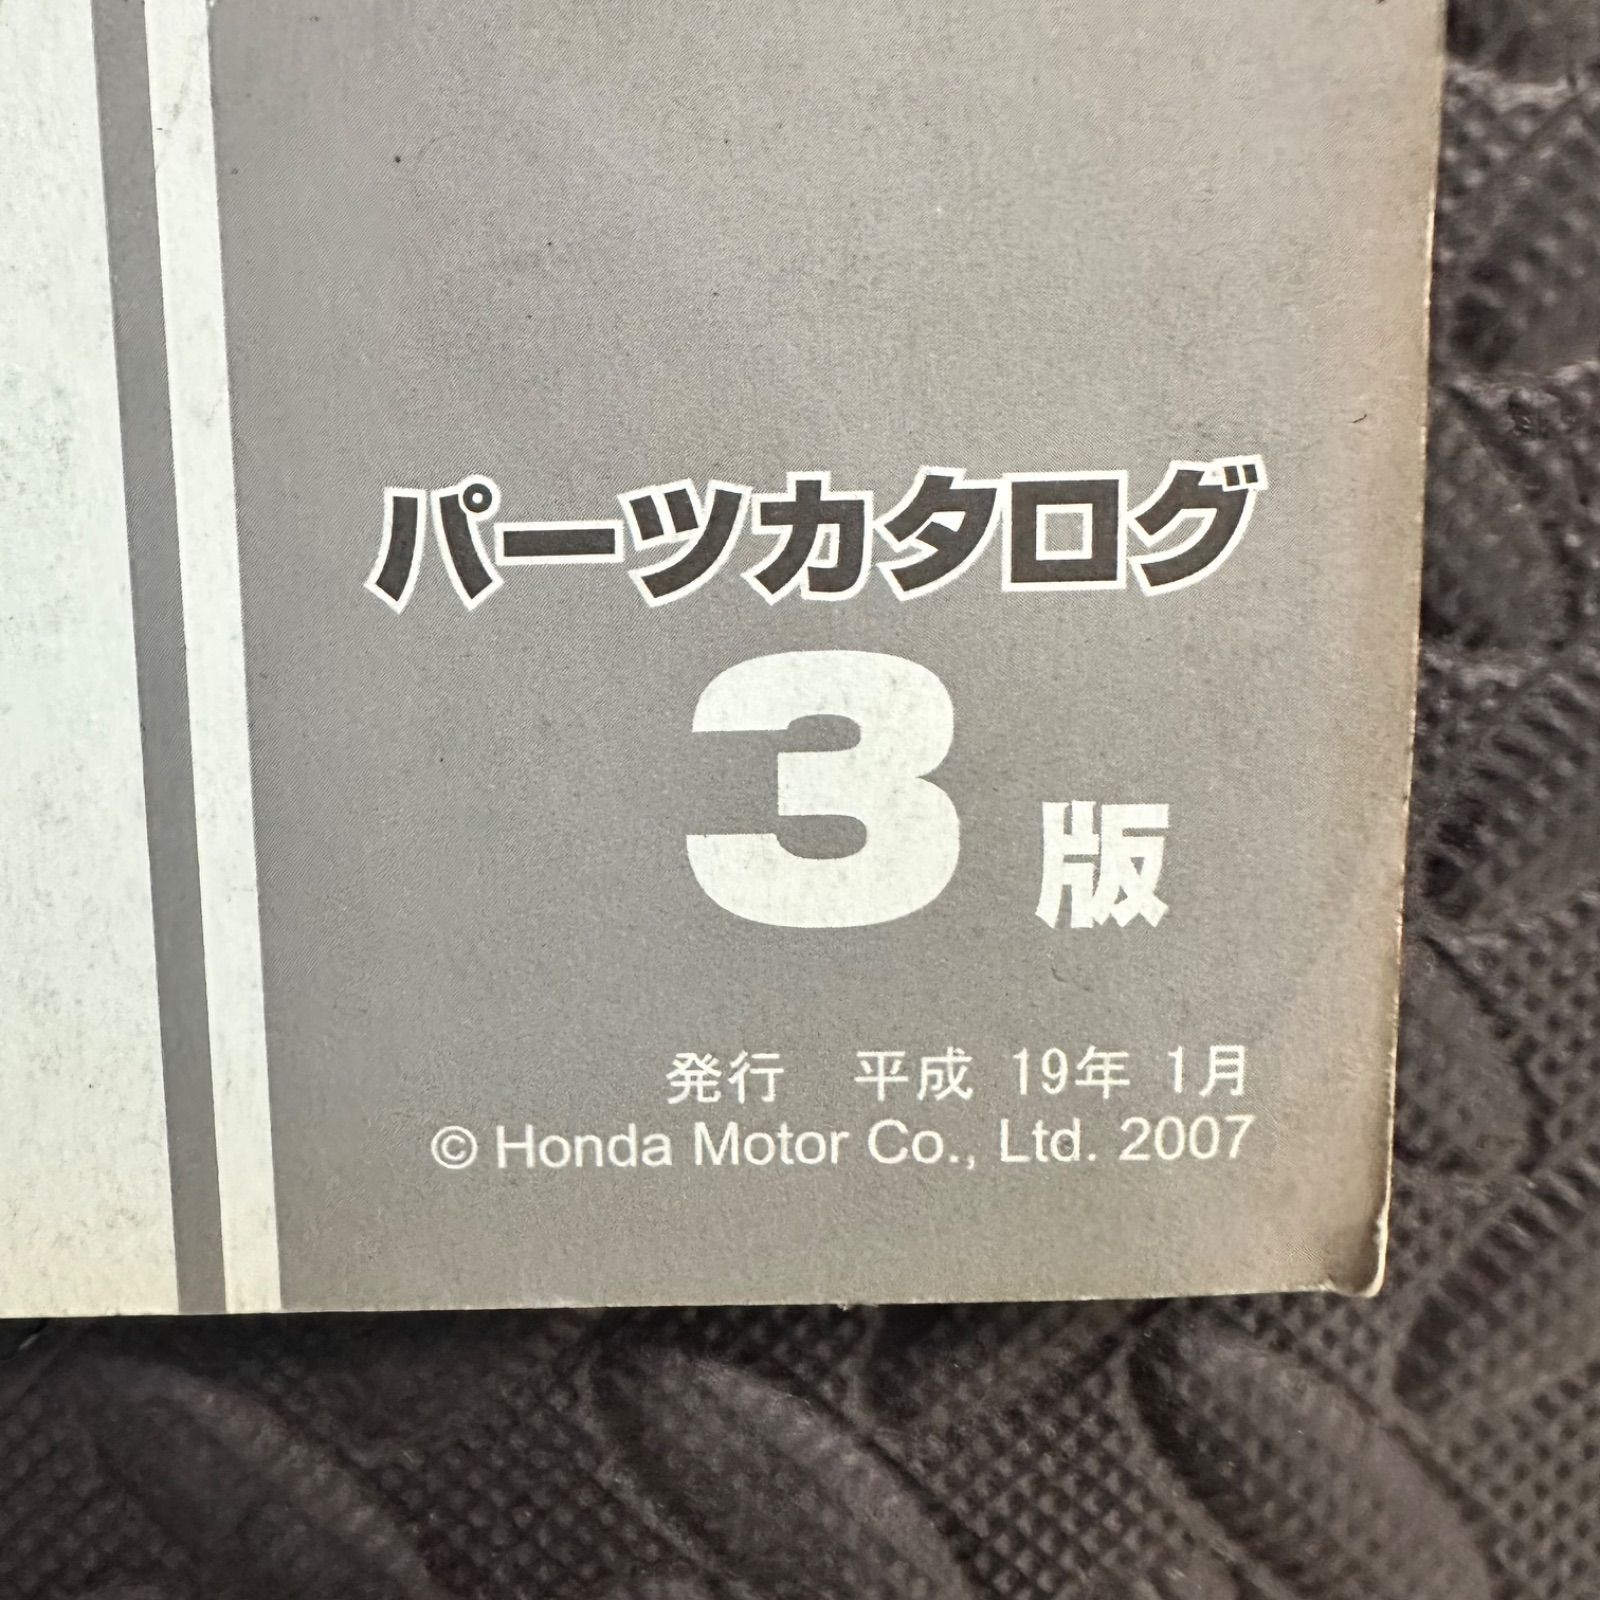 パーツカタログ
3 版
発行 平成 19年 1月
© Honda Motor Co., Ltd. 2007